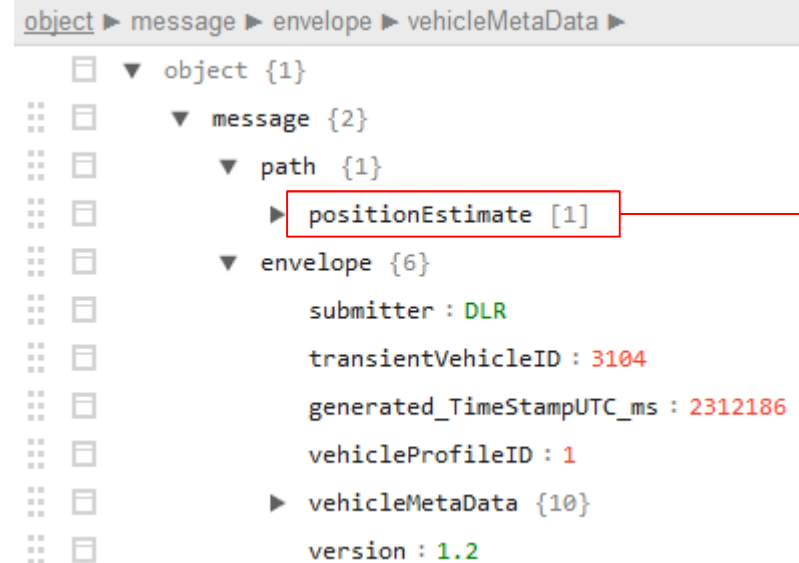 object ▶ message ▶ envelope ▶ vehicleMetaData ▶
▼ object {1}
▼ message {2}
▼ path {1}
▶ positionEstimate [1]
▼ envelope {6}
submitter : DLR
transientVehicleID : 3104
generated_TimeStampUTC_ms : 2312186
vehicleProfileID : 1
▶ vehicleMetaData {10}
version : 1.2